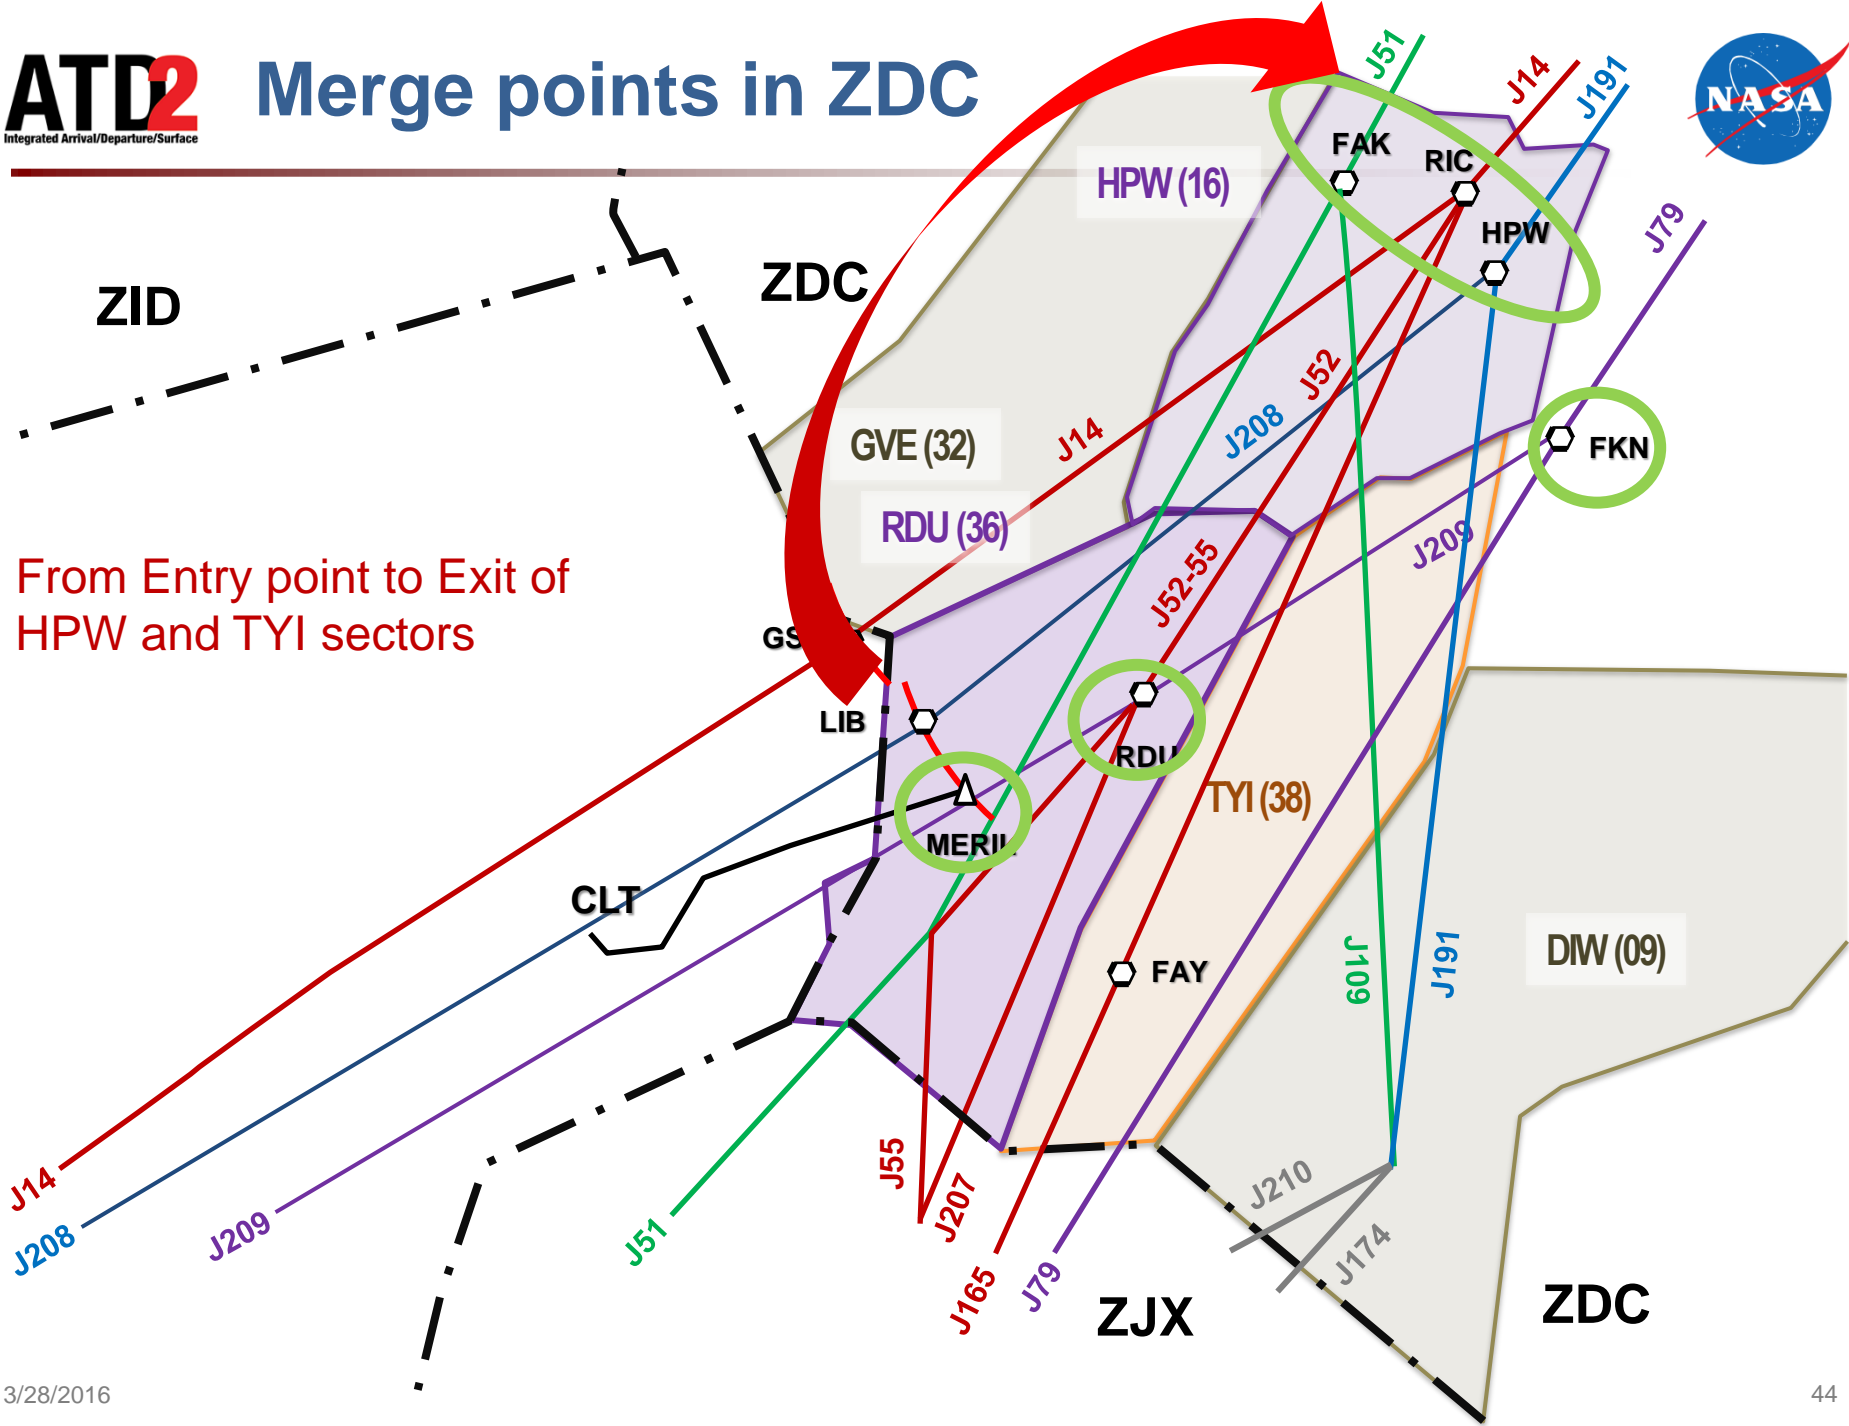 ATD2
Integrated Arrival/Departure/Surface
Merge points in ZDC
NASA
J51
J14
J191
FAK
RIC
HPW (16)
HPW
J79
ZID
ZDC
J52
J14
J208
GVE (32)
FKN
RDU (36)
J209
J52-55
From Entry point to Exit of
HPW and TYI sectors
LIB
RDU
TYI (38)
MERIL
CLT
J109
J191
DIW (09)
FAY
J14
J208
J209
J51
J55
J207
J165
J79
J210
J174
ZJX
ZDC
3/28/2016
44